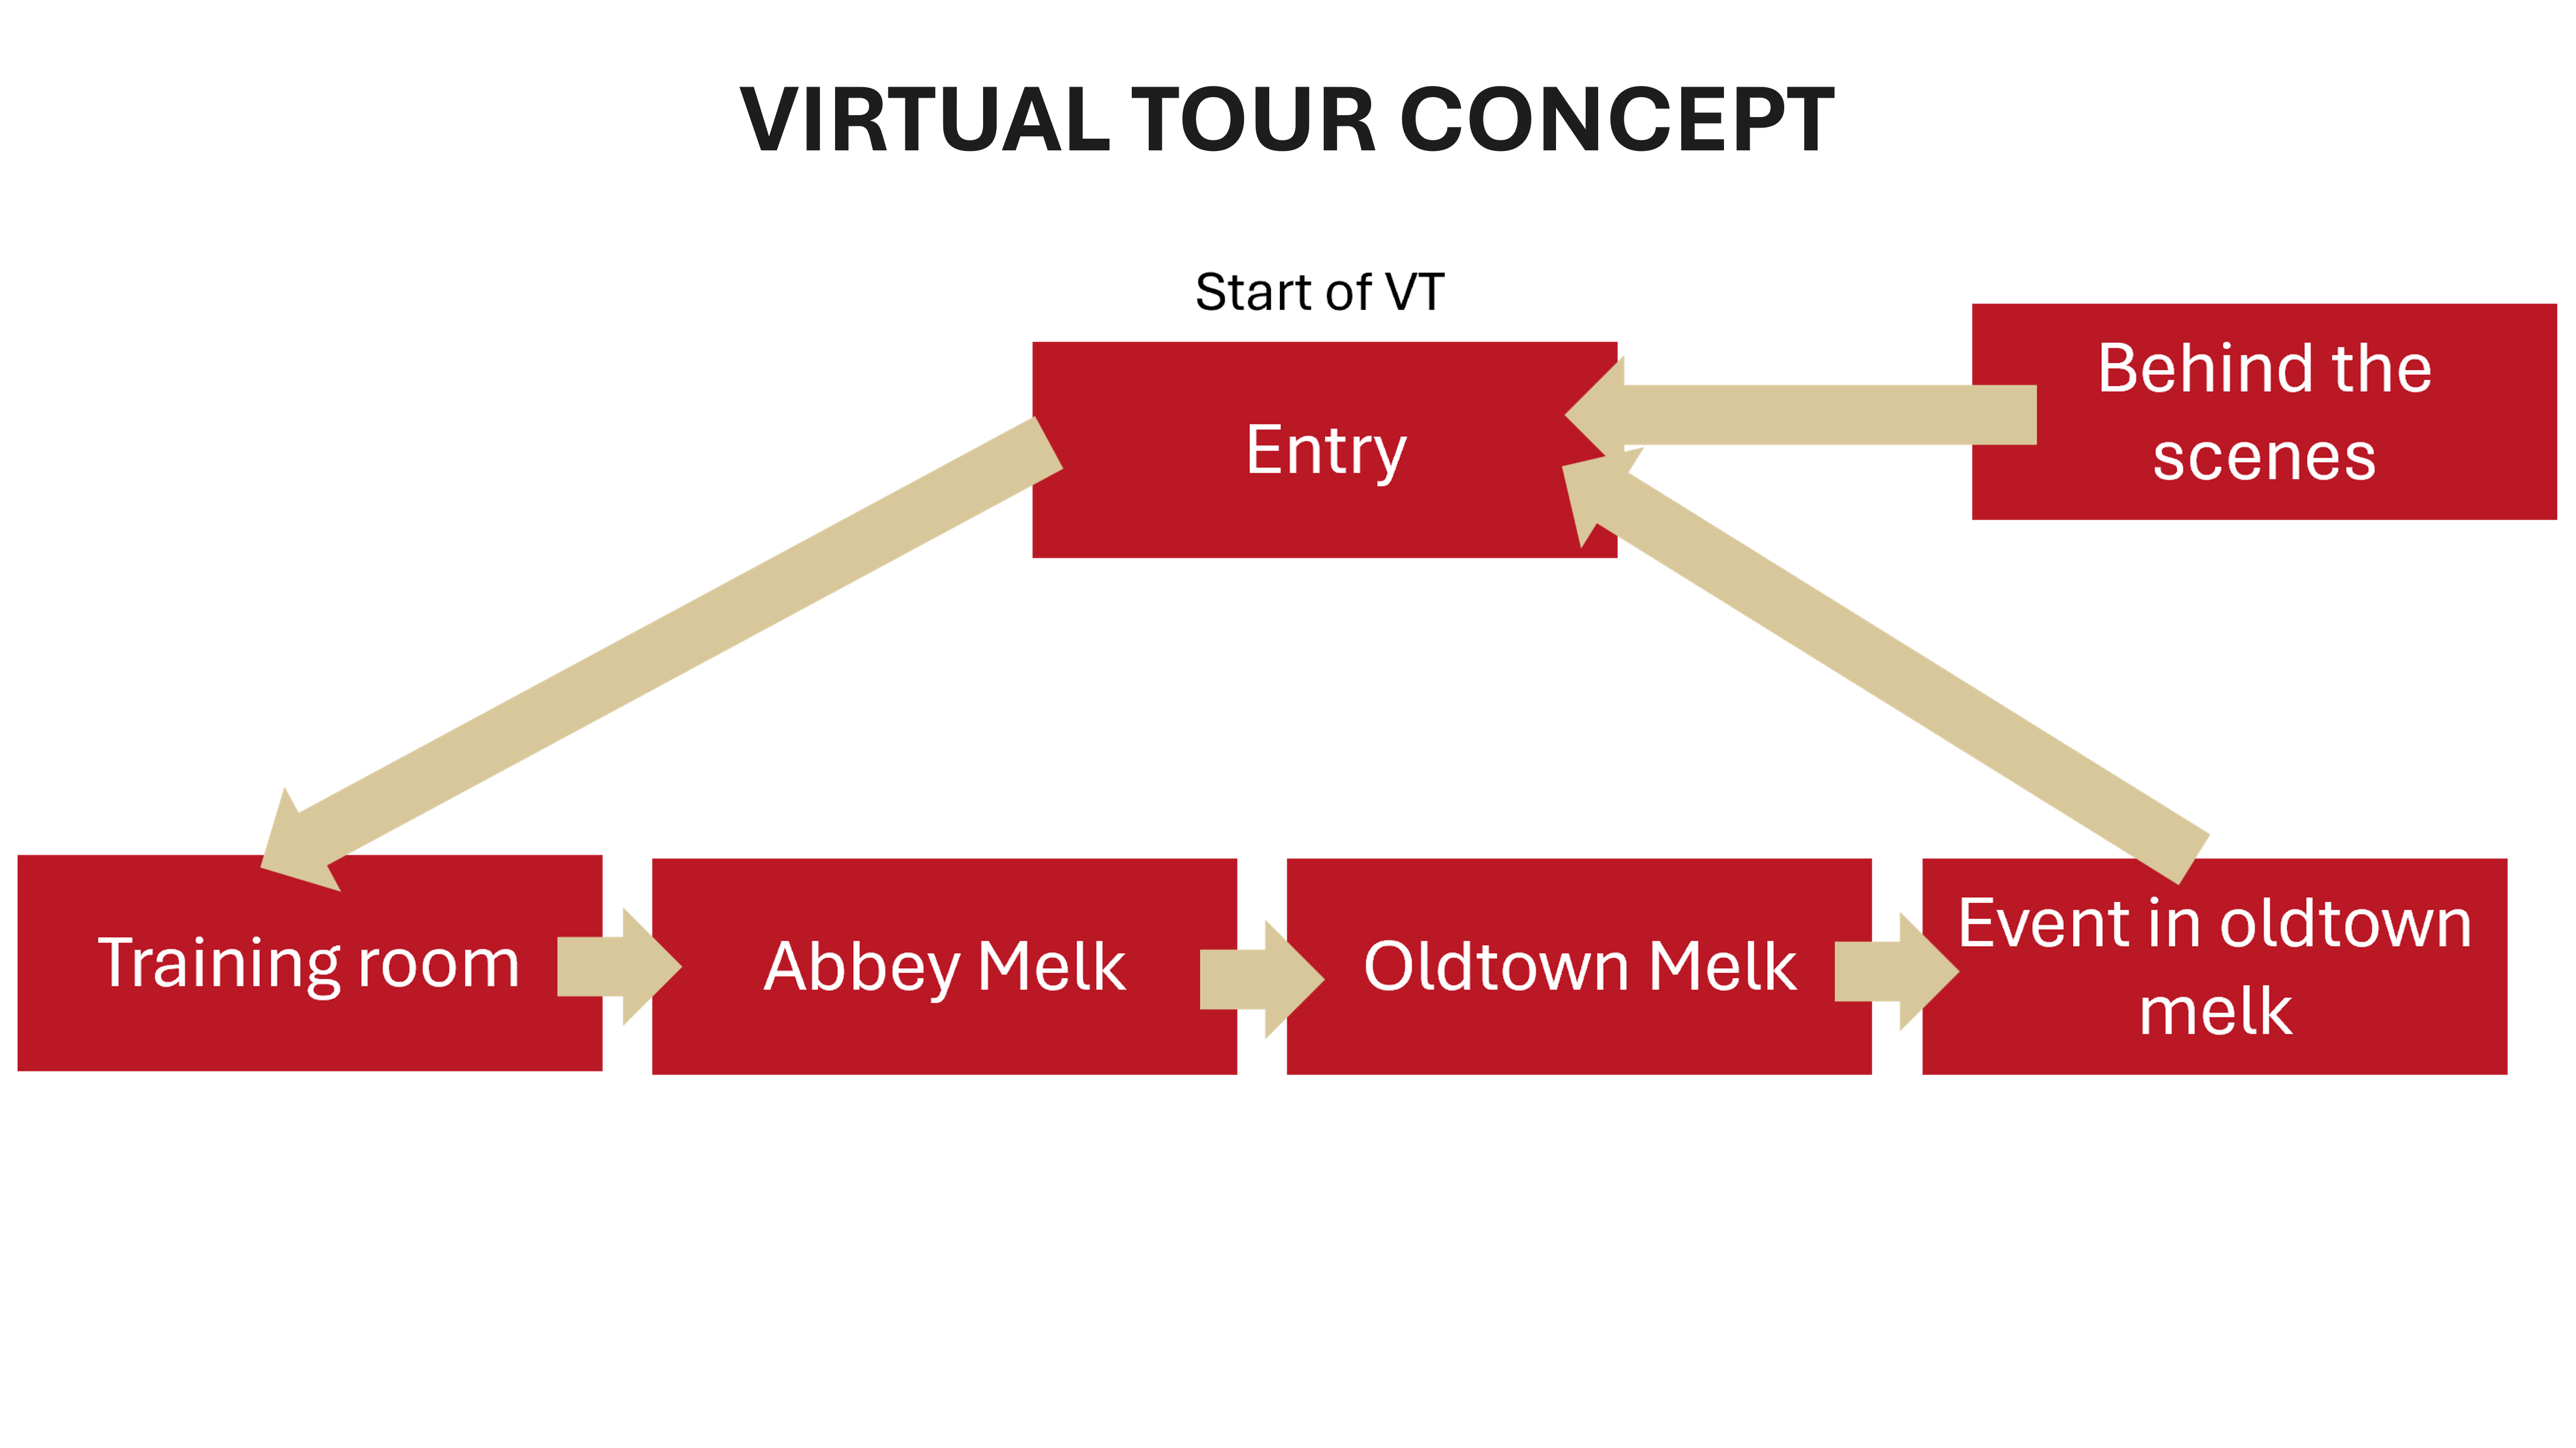 VIRTUAL TOUR CONCEPT
Start of VT
Entry
Behind the
scenes
Training room
Abbey Melk
Oldtown Melk
Event in oldtown
melk